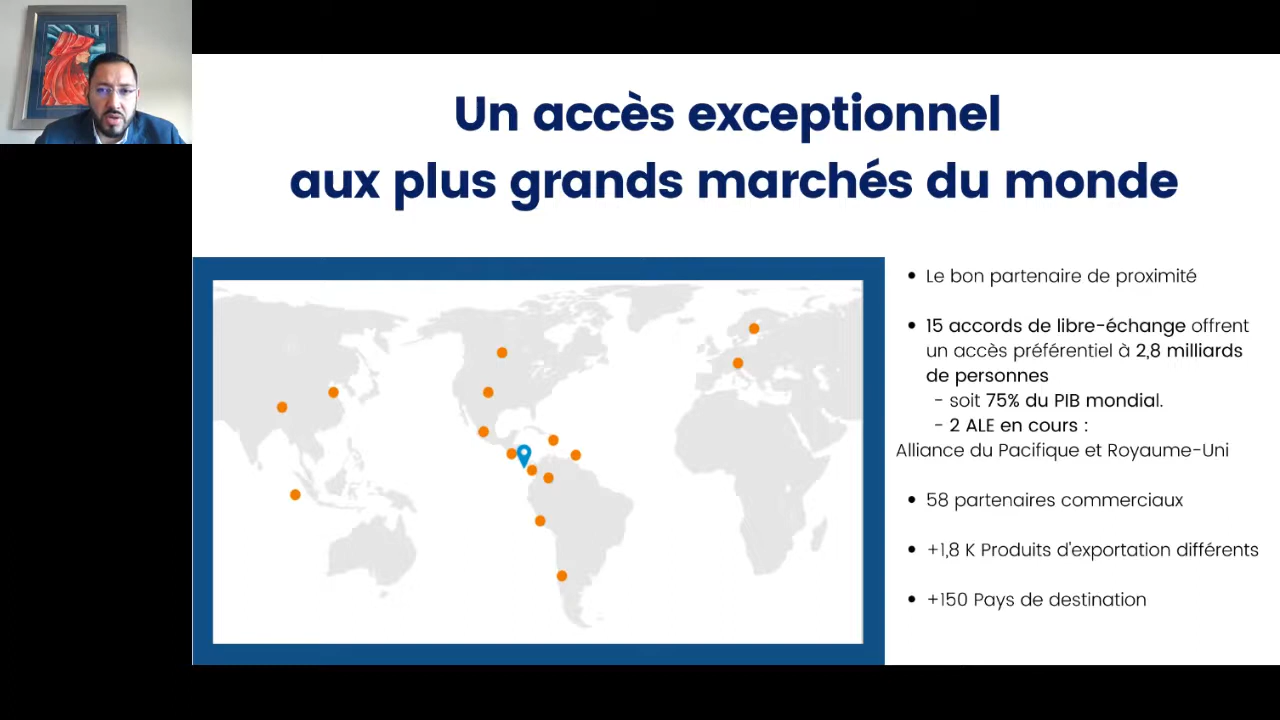 Un accès exceptionnel
aux plus grands marchés du monde
• Le bon partenaire de proximité
• 15 accords de libre-échange offrent
un accès préférentiel à 2,8 milliards
de personnes
- soit 75% du PIB mondial.
- 2 ALE en cours :
Alliance du Pacifique et Royaume-Uni
• 58 partenaires commerciaux
• +1,8 K Produits d'exportation différents
• +150 Pays de destination